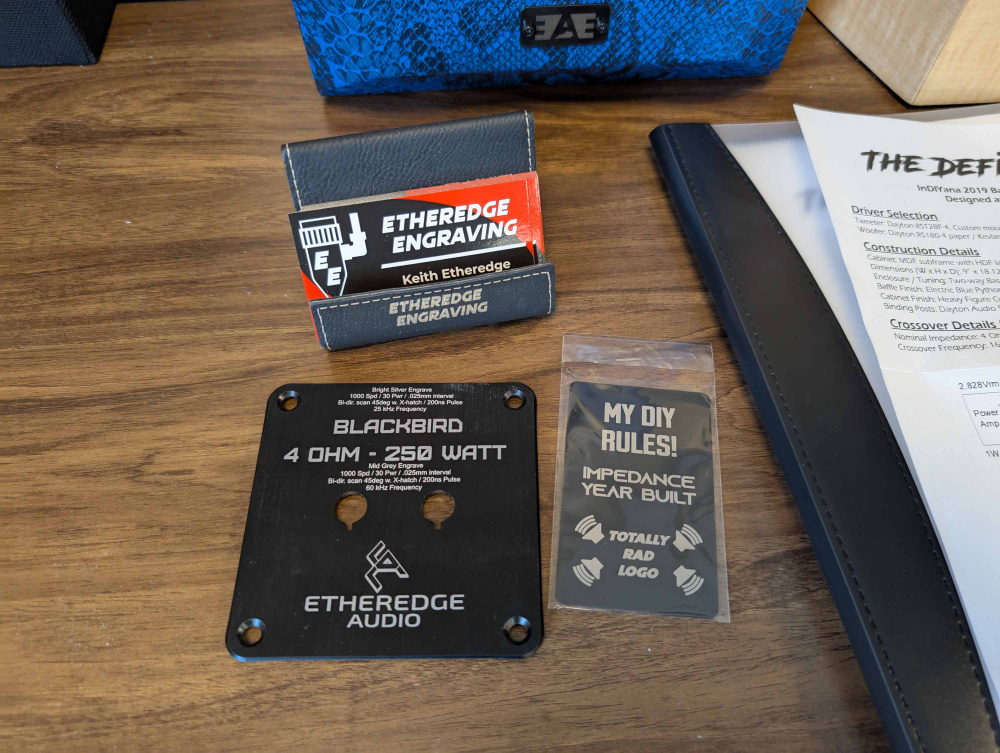 EAE
ETHEREDGE
ENGRAVING
Keith Etheredge
E E
ETHEREDGE
ENGRAVING
Bright Silver Engrave
1000 Spd / 30 Pwr / .025mm interval
Bi-dir. scan 45deg w. X-hatch / 200ns Pulse
25 kHz Frequency
BLACKBIRD
4 OHM - 250 WATT
Mid Grey Engrave
1000 Spd / 30 Pwr / .025mm interval
Bi-dir. scan 45deg w. X-hatch / 200ns Pulse
60 kHz Frequency
ETHEREDGE
AUDIO
MY DIY
RULES!
IMPEDANCE
YEAR BUILT
TOTALLY
RAD
LOGO
THE DEFI
InDIYana 2019 Ba
Designed a
Driver Selection
Tweeter: Dayton RST28F-4, Custom mou
Woofer: Dayton RS180-4 paper / Kevlar
Construction Details
Cabinet: MDF subframe with HDF
Dimensions (W x H x D): 9" x 18.12
Enclosure / Tuning: Two-way Bas
Baffle Finish: Electric Blue Python
Cabinet Finish: Heavy Figure C
Binding Posts: Dayton Audio
Crossover Details
Nominal Impedance: 4 Oh
Crossover Frequency: 16
2.828Vrm
Power
Amp
1W